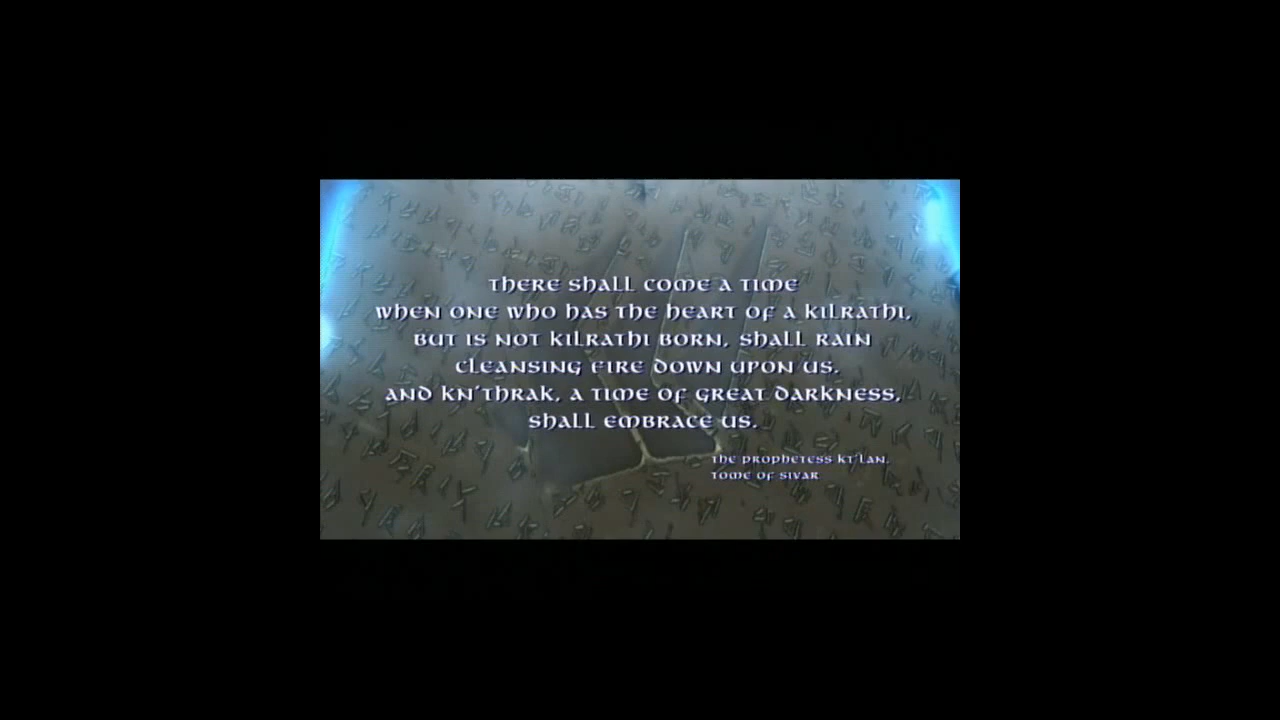 THERE SHALL COME A TIME
WHEN ONE WHO HAS THE HEART OF A KILRATHI,
BUT IS NOT KILRATHI BORN, SHALL RAIN
CLEANSING FIRE DOWN UPON US.
AND KN'THRAK, A TIME OF GREAT DARKNESS,
SHALL EMBRACE US.
THE PROPHETESS KT'LAN,
TOME OF SIVAR